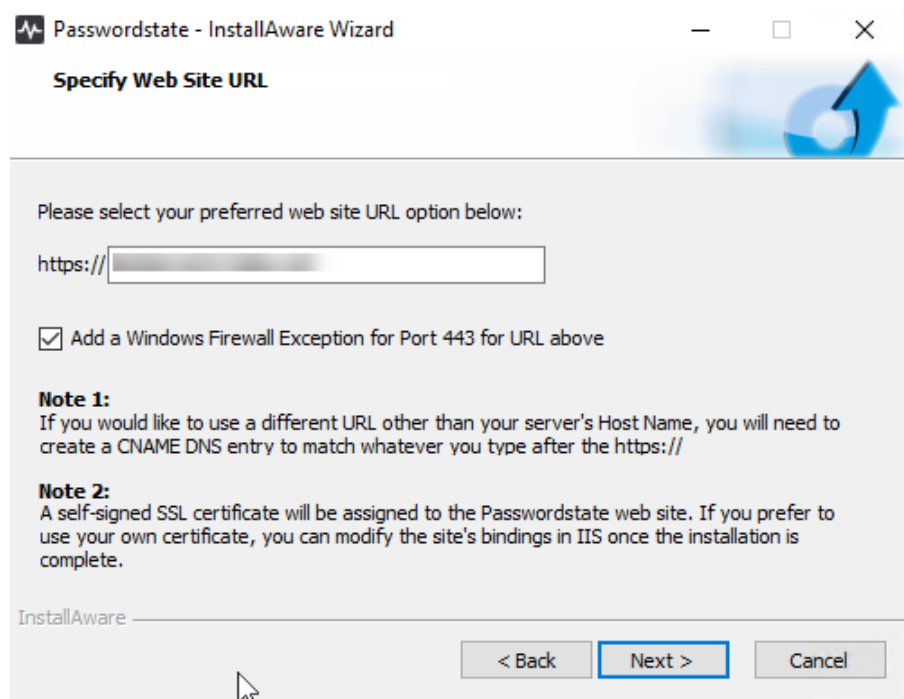 Passwordstate - InstallAware Wizard
Specify Web Site URL
Please select your preferred web site URL option below:
https://
Add a Windows Firewall Exception for Port 443 for URL above
Note 1:
If you would like to use a different URL other than your server's Host Name, you will need to
create a CNAME DNS entry to match whatever you type after the https://
Note 2:
A self-signed SSL certificate will be assigned to the Passwordstate web site. If you prefer to
use your own certificate, you can modify the site's bindings in IIS once the installation is
complete.
InstallAware
< Back Next > Cancel